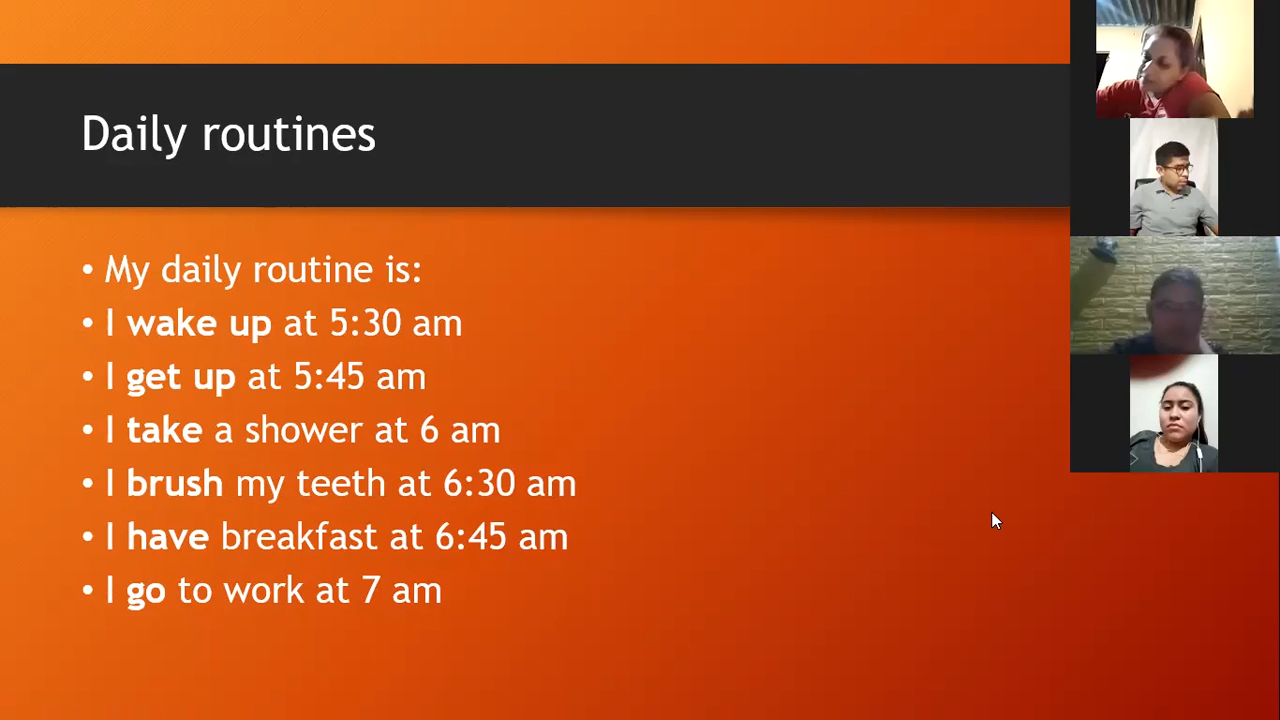 Daily routines
• My daily routine is:
• I wake up at 5:30 am
• I get up at 5:45 am
• I take a shower at 6 am
• I brush my teeth at 6:30 am
• I have breakfast at 6:45 am
• I go to work at 7 am